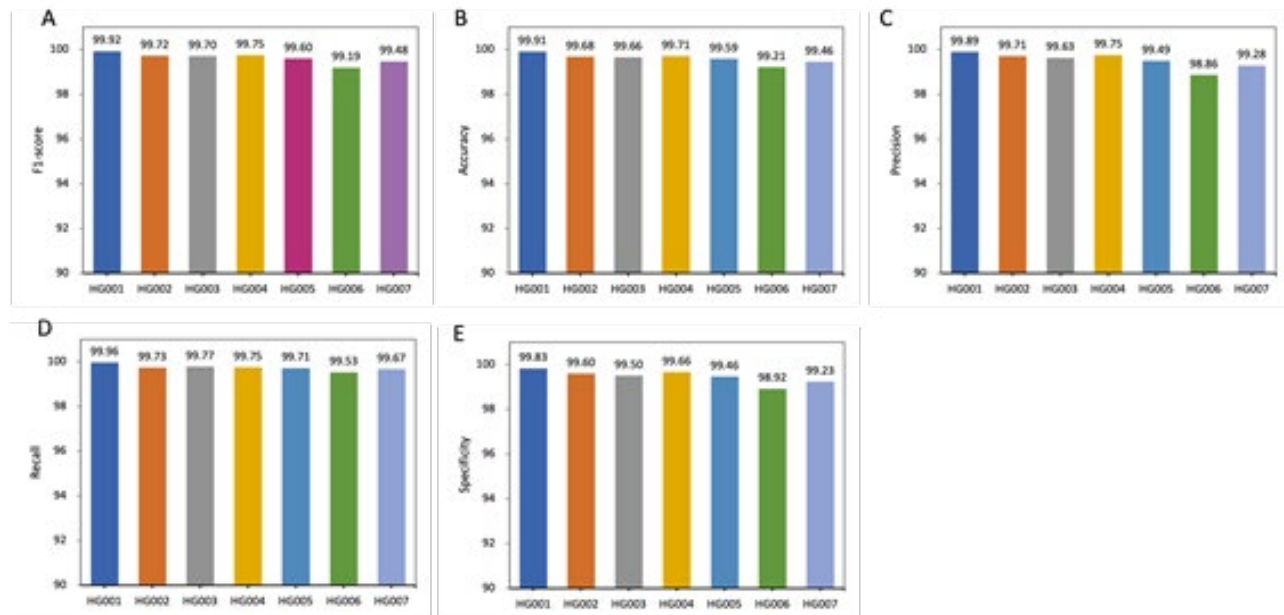 A
99.92 99.72 99.70 99.75 99.60 99.19 99.48
100
98
96
94
92
90
F1-score
HG001 HG002 HG003 HG004 HG005 HG006 HG007
B
99.91 99.68 99.66 99.71 99.59 99.21 99.46
100
98
96
94
92
90
Accuracy
HG001 HG002 HG003 HG004 HG005 HG006 HG007
C
99.89 99.71 99.63 99.75 99.49 98.86 99.28
100
98
96
94
92
90
Precision
HG001 HG002 HG003 HG004 HG005 HG006 HG007
D
99.96 99.73 99.77 99.75 99.71 99.53 99.67
100
98
96
94
92
90
Recall
HG001 HG002 HG003 HG004 HG005 HG006 HG007
E
99.83 99.60 99.50 99.66 99.46 98.92 99.23
100
98
96
94
92
90
Specificity
HG001 HG002 HG003 HG004 HG005 HG006 HG007